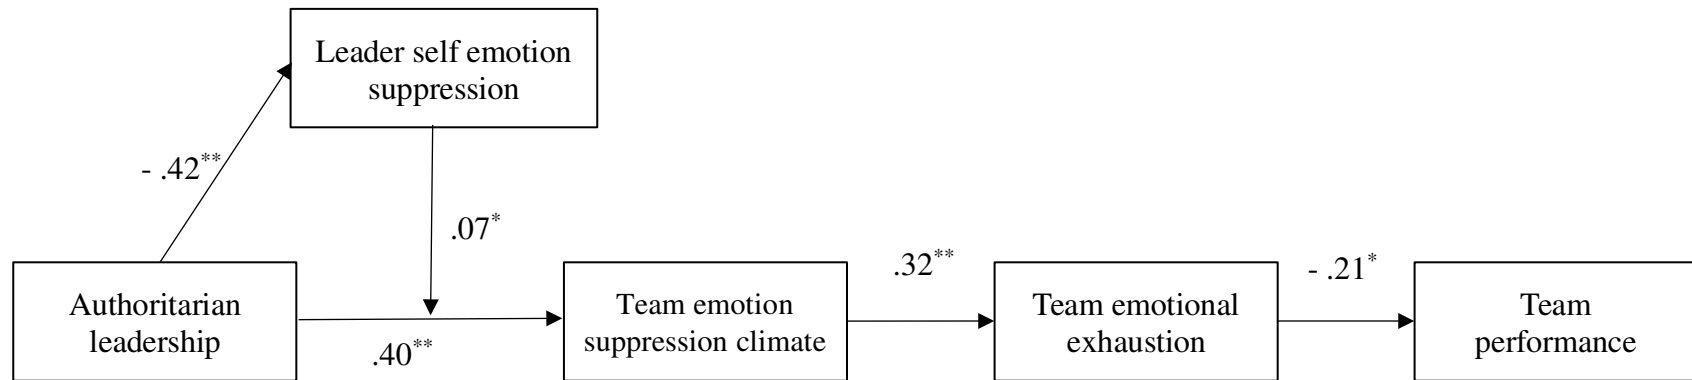 Leader self emotion
suppression
- .42**
.07*
Authoritarian
leadership
.40**
Team emotion
suppression climate
.32**
Team emotional
exhaustion
- .21*
Team
performance